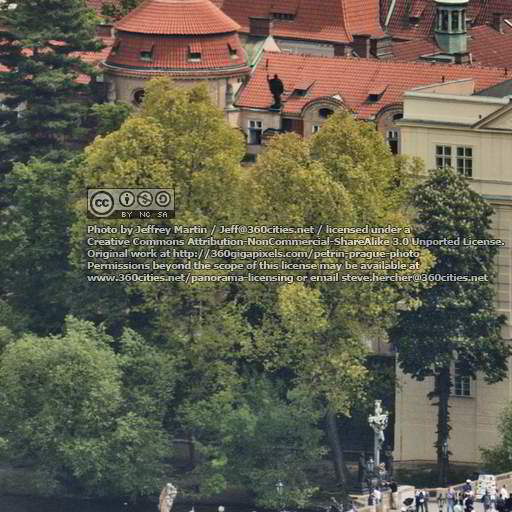 cc
BY NC SA
Photo by Jeffrey Martin / Jeff@360cities.net / licensed under a
Creative Commons Attribution-NonCommercial-ShareAlike 3.0 Unported License.
Original work at http://360gigapixels.com/petrin-prague-photo
Permissions beyond the scope of this license may be available at
www.360cities.net/panorama-licensing or email steve.hercher@360cities.net